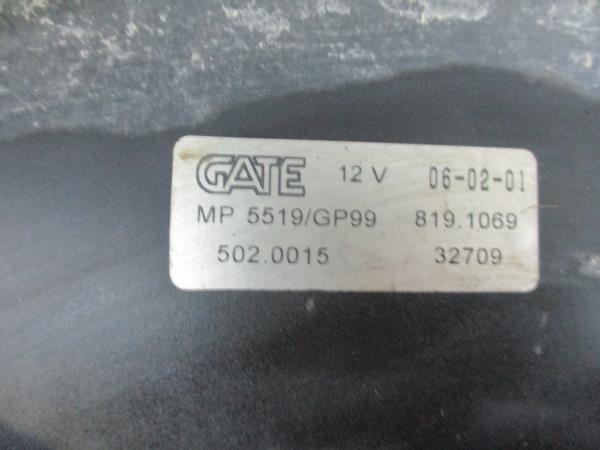 GATE 12 V 06-02-01
MP 5519/GP99 819.1069
502.0015 32709